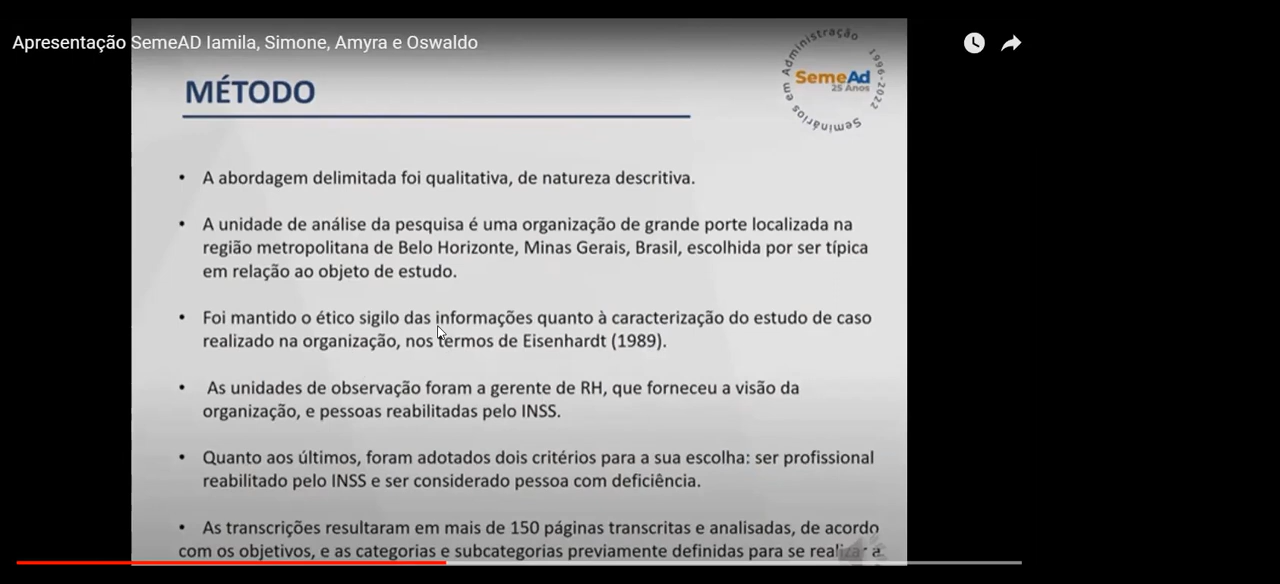 Apresentação SemeAD Iamila, Simone, Amyra e Oswaldo
Seminários em Administração 1996-2022
SemeAd
25 Anos
MÉTODO
• A abordagem delimitada foi qualitativa, de natureza descritiva.
• A unidade de análise da pesquisa é uma organização de grande porte localizada na
região metropolitana de Belo Horizonte, Minas Gerais, Brasil, escolhida por ser típica
em relação ao objeto de estudo.
• Foi mantido o ético sigilo das informações quanto à caracterização do estudo de caso
realizado na organização, nos termos de Eisenhardt (1989).
• As unidades de observação foram a gerente de RH, que forneceu a visão da
organização, e pessoas reabilitadas pelo INSS.
• Quanto aos últimos, foram adotados dois critérios para a sua escolha: ser profissional
reabilitado pelo INSS e ser considerado pessoa com deficiência.
• As transcrições resultaram em mais de 150 páginas transcritas e analisadas, de acordo
com os objetivos, e as categorias e subcategorias previamente definidas para se realizar a